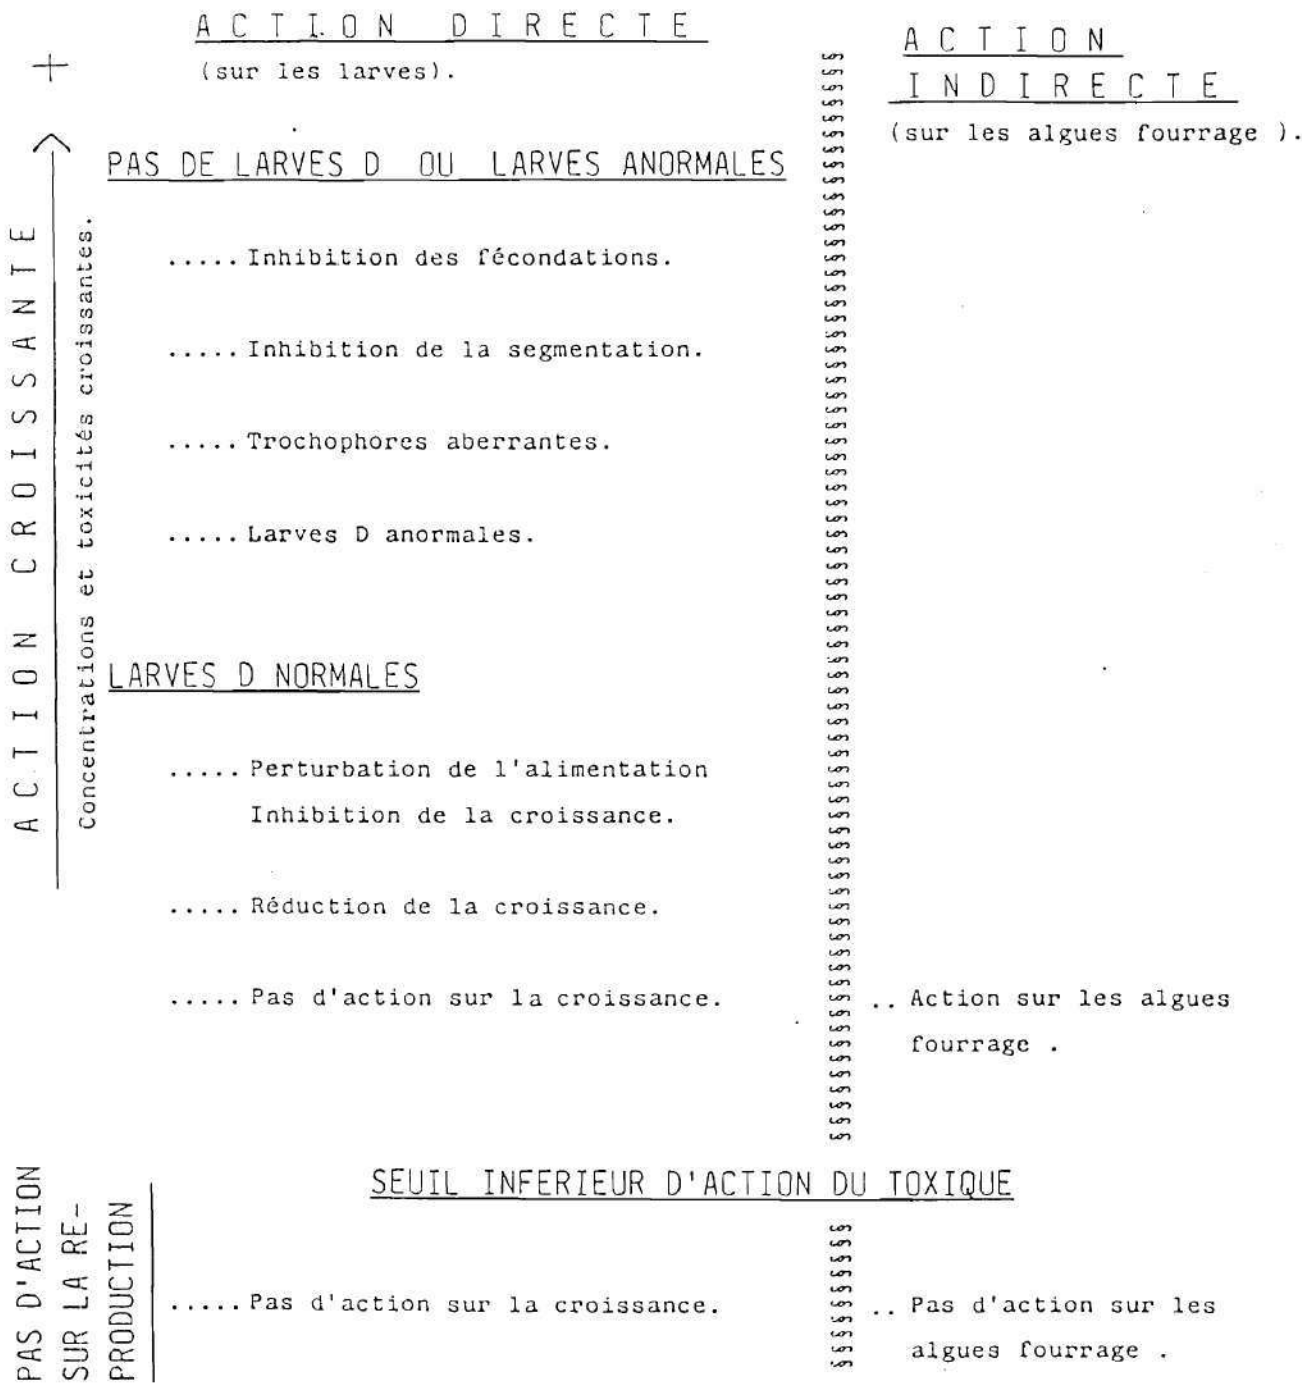 ACTION DIRECTE
(sur les larves).
ACTION
INDIRECTE
(sur les algues fourrage ).
+
ACTION CROISSANTE
Concentrations et toxicités croissantes.
PAS DE LARVES D OU LARVES ANORMALES
..... Inhibition des fécondations.
..... Inhibition de la segmentation.
..... Trochophores aberrantes.
..... Larves D anormales.
LARVES D NORMALES
..... Perturbation de l'alimentation
Inhibition de la croissance.
..... Réduction de la croissance.
..... Pas d'action sur la croissance.
.. Action sur les algues
fourrage .
SEUIL INFERIEUR D'ACTION DU TOXIQUE
PAS D'ACTION
SUR LA RE-
PRODUCTION
..... Pas d'action sur la croissance.
.. Pas d'action sur les
algues fourrage .